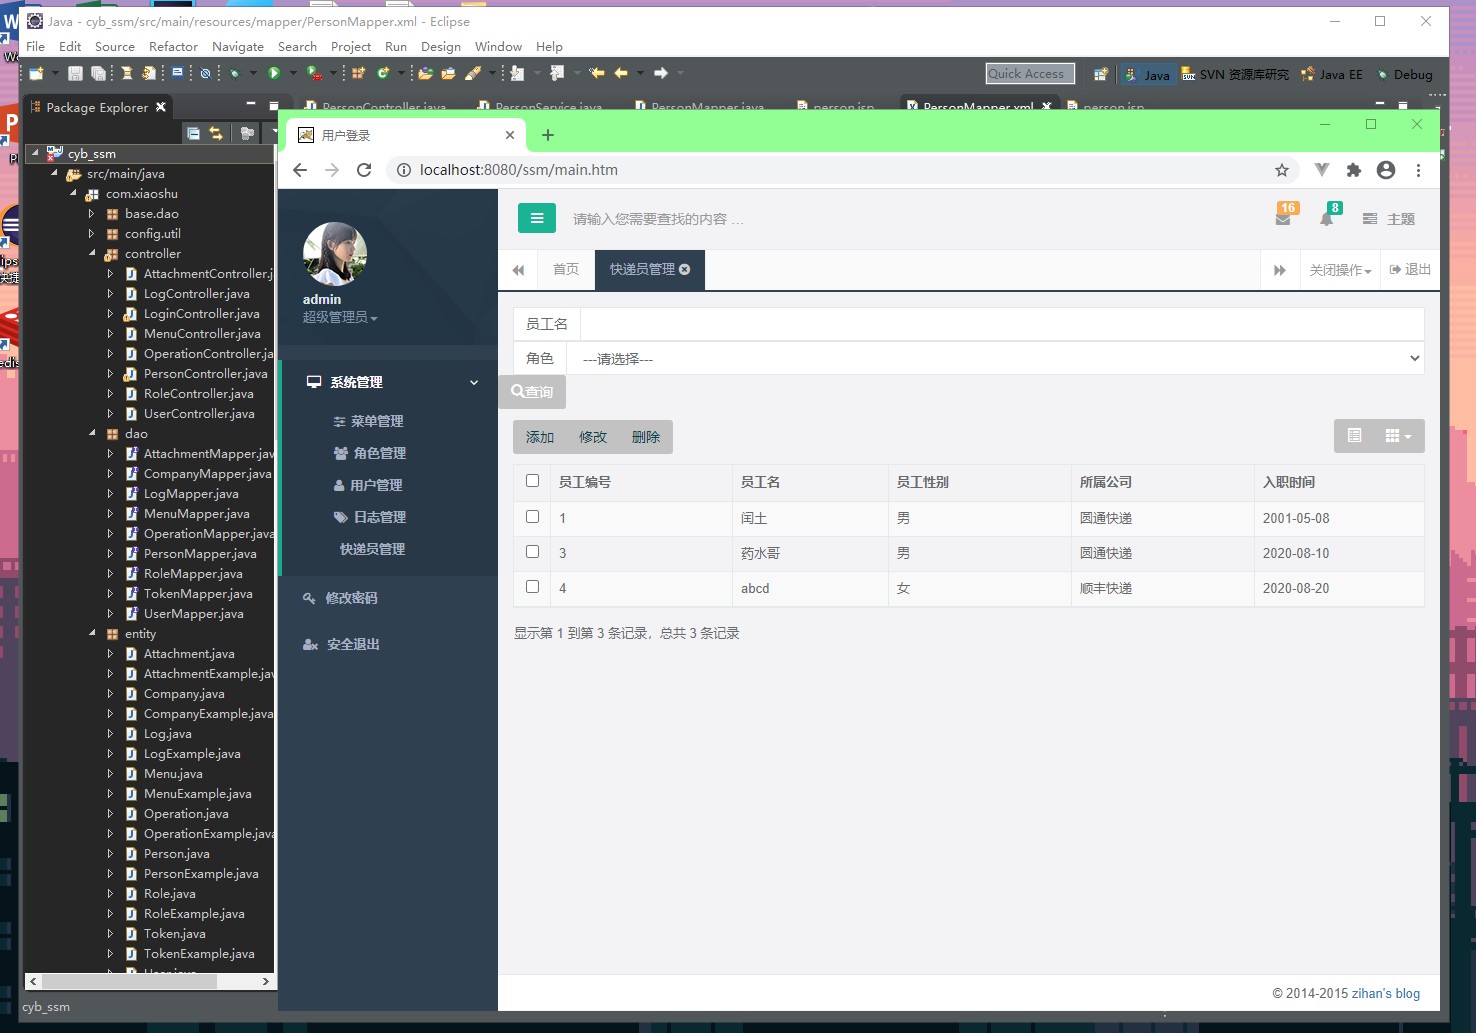 Java - cyb_ssm/src/main/resources/mapper/PersonMapper.xml - Eclipse
File Edit Source Refactor Navigate Search Project Run Design Window Help
Quick Access
Java SVN 资源库研究 Java EE Debug
Package Explorer
PersonController.java PersonService.java PersonMapper.java person.jsp PersonMapper.xml person.jsp
cyb_ssm
src/main/java
com.xiaoshu
base.dao
config.util
controller
AttachmentController.j
LogController.java
LoginController.java
MenuController.java
OperationController.ja
PersonController.java
RoleController.java
UserController.java
dao
AttachmentMapper.jav
CompanyMapper.java
LogMapper.java
MenuMapper.java
OperationMapper.java
PersonMapper.java
RoleMapper.java
TokenMapper.java
UserMapper.java
entity
Attachment.java
AttachmentExample.jav
Company.java
CompanyExample.java
Log.java
LogExample.java
Menu.java
MenuExample.java
Operation.java
OperationExample.java
Person.java
PersonExample.java
Role.java
RoleExample.java
Token.java
TokenExample.java
User.java
cyb_ssm
用户登录
localhost:8080/ssm/main.htm
admin
超级管理员
系统管理
菜单管理
角色管理
用户管理
日志管理
快递员管理
修改密码
安全退出
请输入您需要查找的内容 …
16
8
主题
首页
快递员管理
关闭操作
退出
员工名
角色 ---请选择---
查询
添加 修改 删除
员工编号 员工名 员工性别 所属公司 入职时间
1 闰土 男 圆通快递 2001-05-08
3 药水哥 男 圆通快递 2020-08-10
4 abcd 女 顺丰快递 2020-08-20
显示第 1 到第 3 条记录，总共 3 条记录
© 2014-2015 zihan's blog